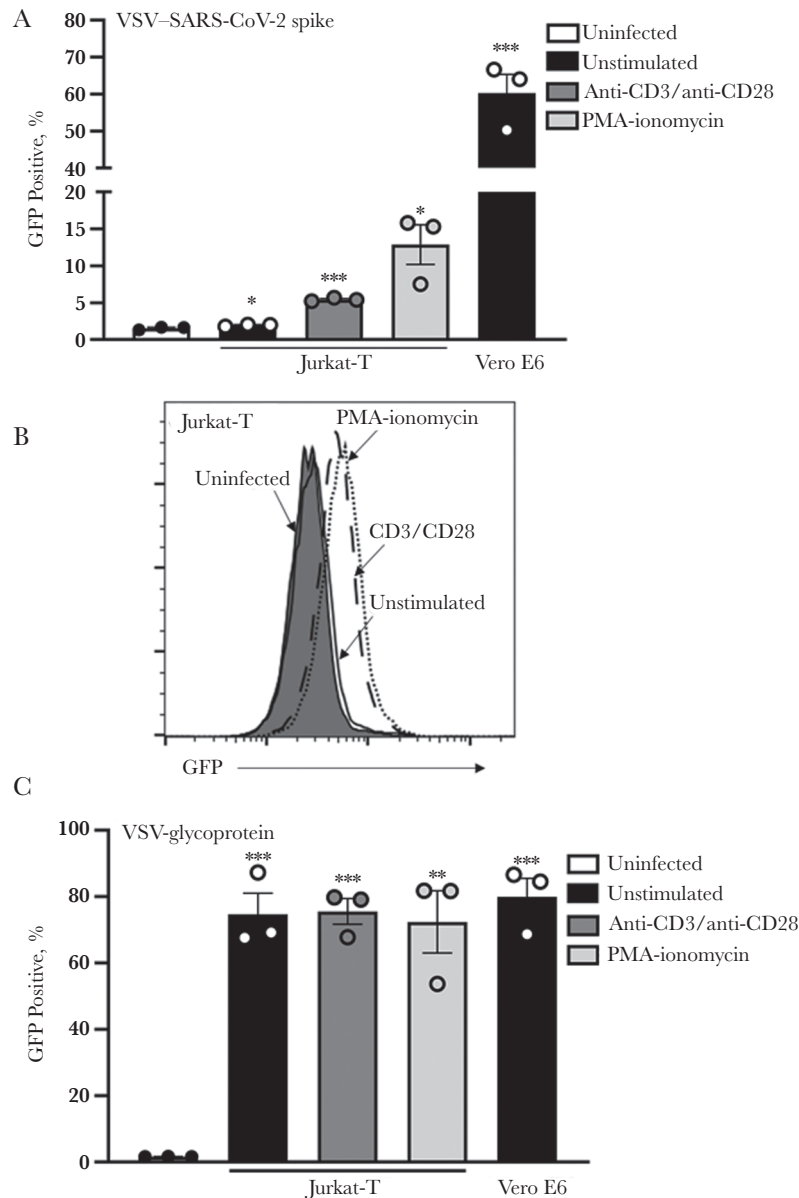 A
VSV–SARS-CoV-2 spike
80
70
60
50
40
20
15
10
5
0
GFP Positive, %
*
***
*
***
Uninfected
Unstimulated
Anti-CD3/anti-CD28
PMA-ionomycin
Jurkat-T
Vero E6
B
Jurkat-T
PMA-ionomycin
Uninfected
CD3/CD28
Unstimulated
GFP
C
VSV-glycoprotein
100
80
60
40
20
0
GFP Positive, %
***
***
**
***
Uninfected
Unstimulated
Anti-CD3/anti-CD28
PMA-ionomycin
Jurkat-T
Vero E6